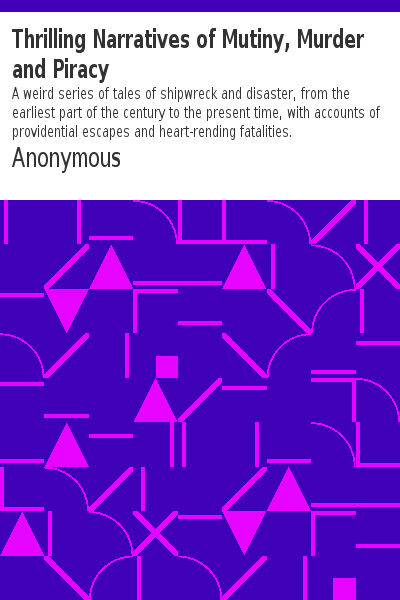 Thrilling Narratives of Mutiny, Murder
and Piracy
A weird series of tales of shipwreck and disaster, from the
earliest part of the century to the present time, with accounts of
providential escapes and heart-rending fatalities.
Anonymous